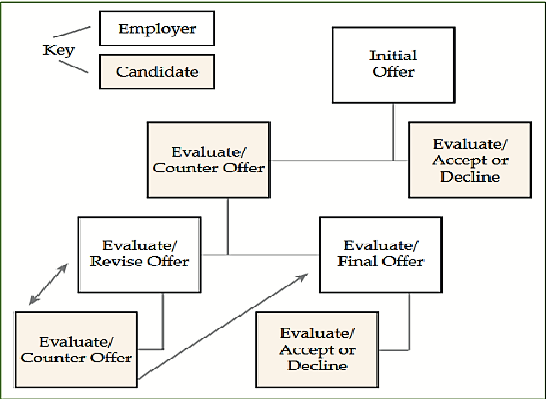 Employer
Key
Candidate
Initial
Offer
Evaluate/
Counter Offer
Evaluate/
Accept or
Decline
Evaluate/
Revise Offer
Evaluate/
Final Offer
Evaluate/
Counter Offer
Evaluate/
Accept or
Decline